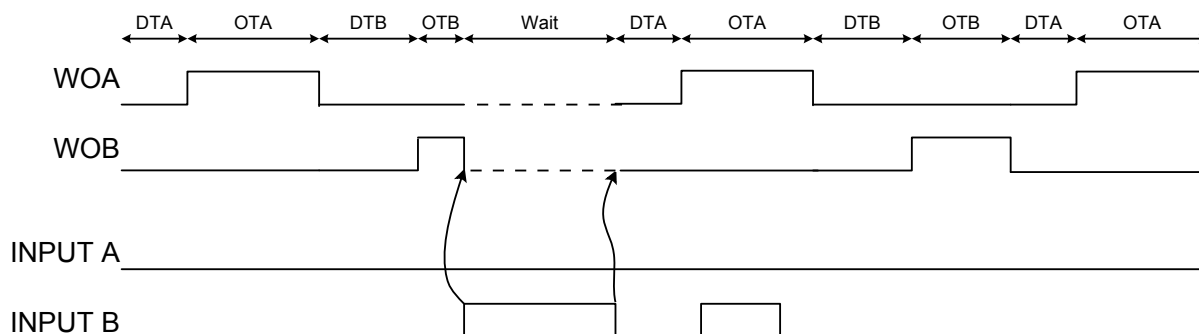 DTA OTA DTB OTB Wait DTA OTA DTB OTB DTA OTA
WOA
WOB
INPUT A
INPUT B